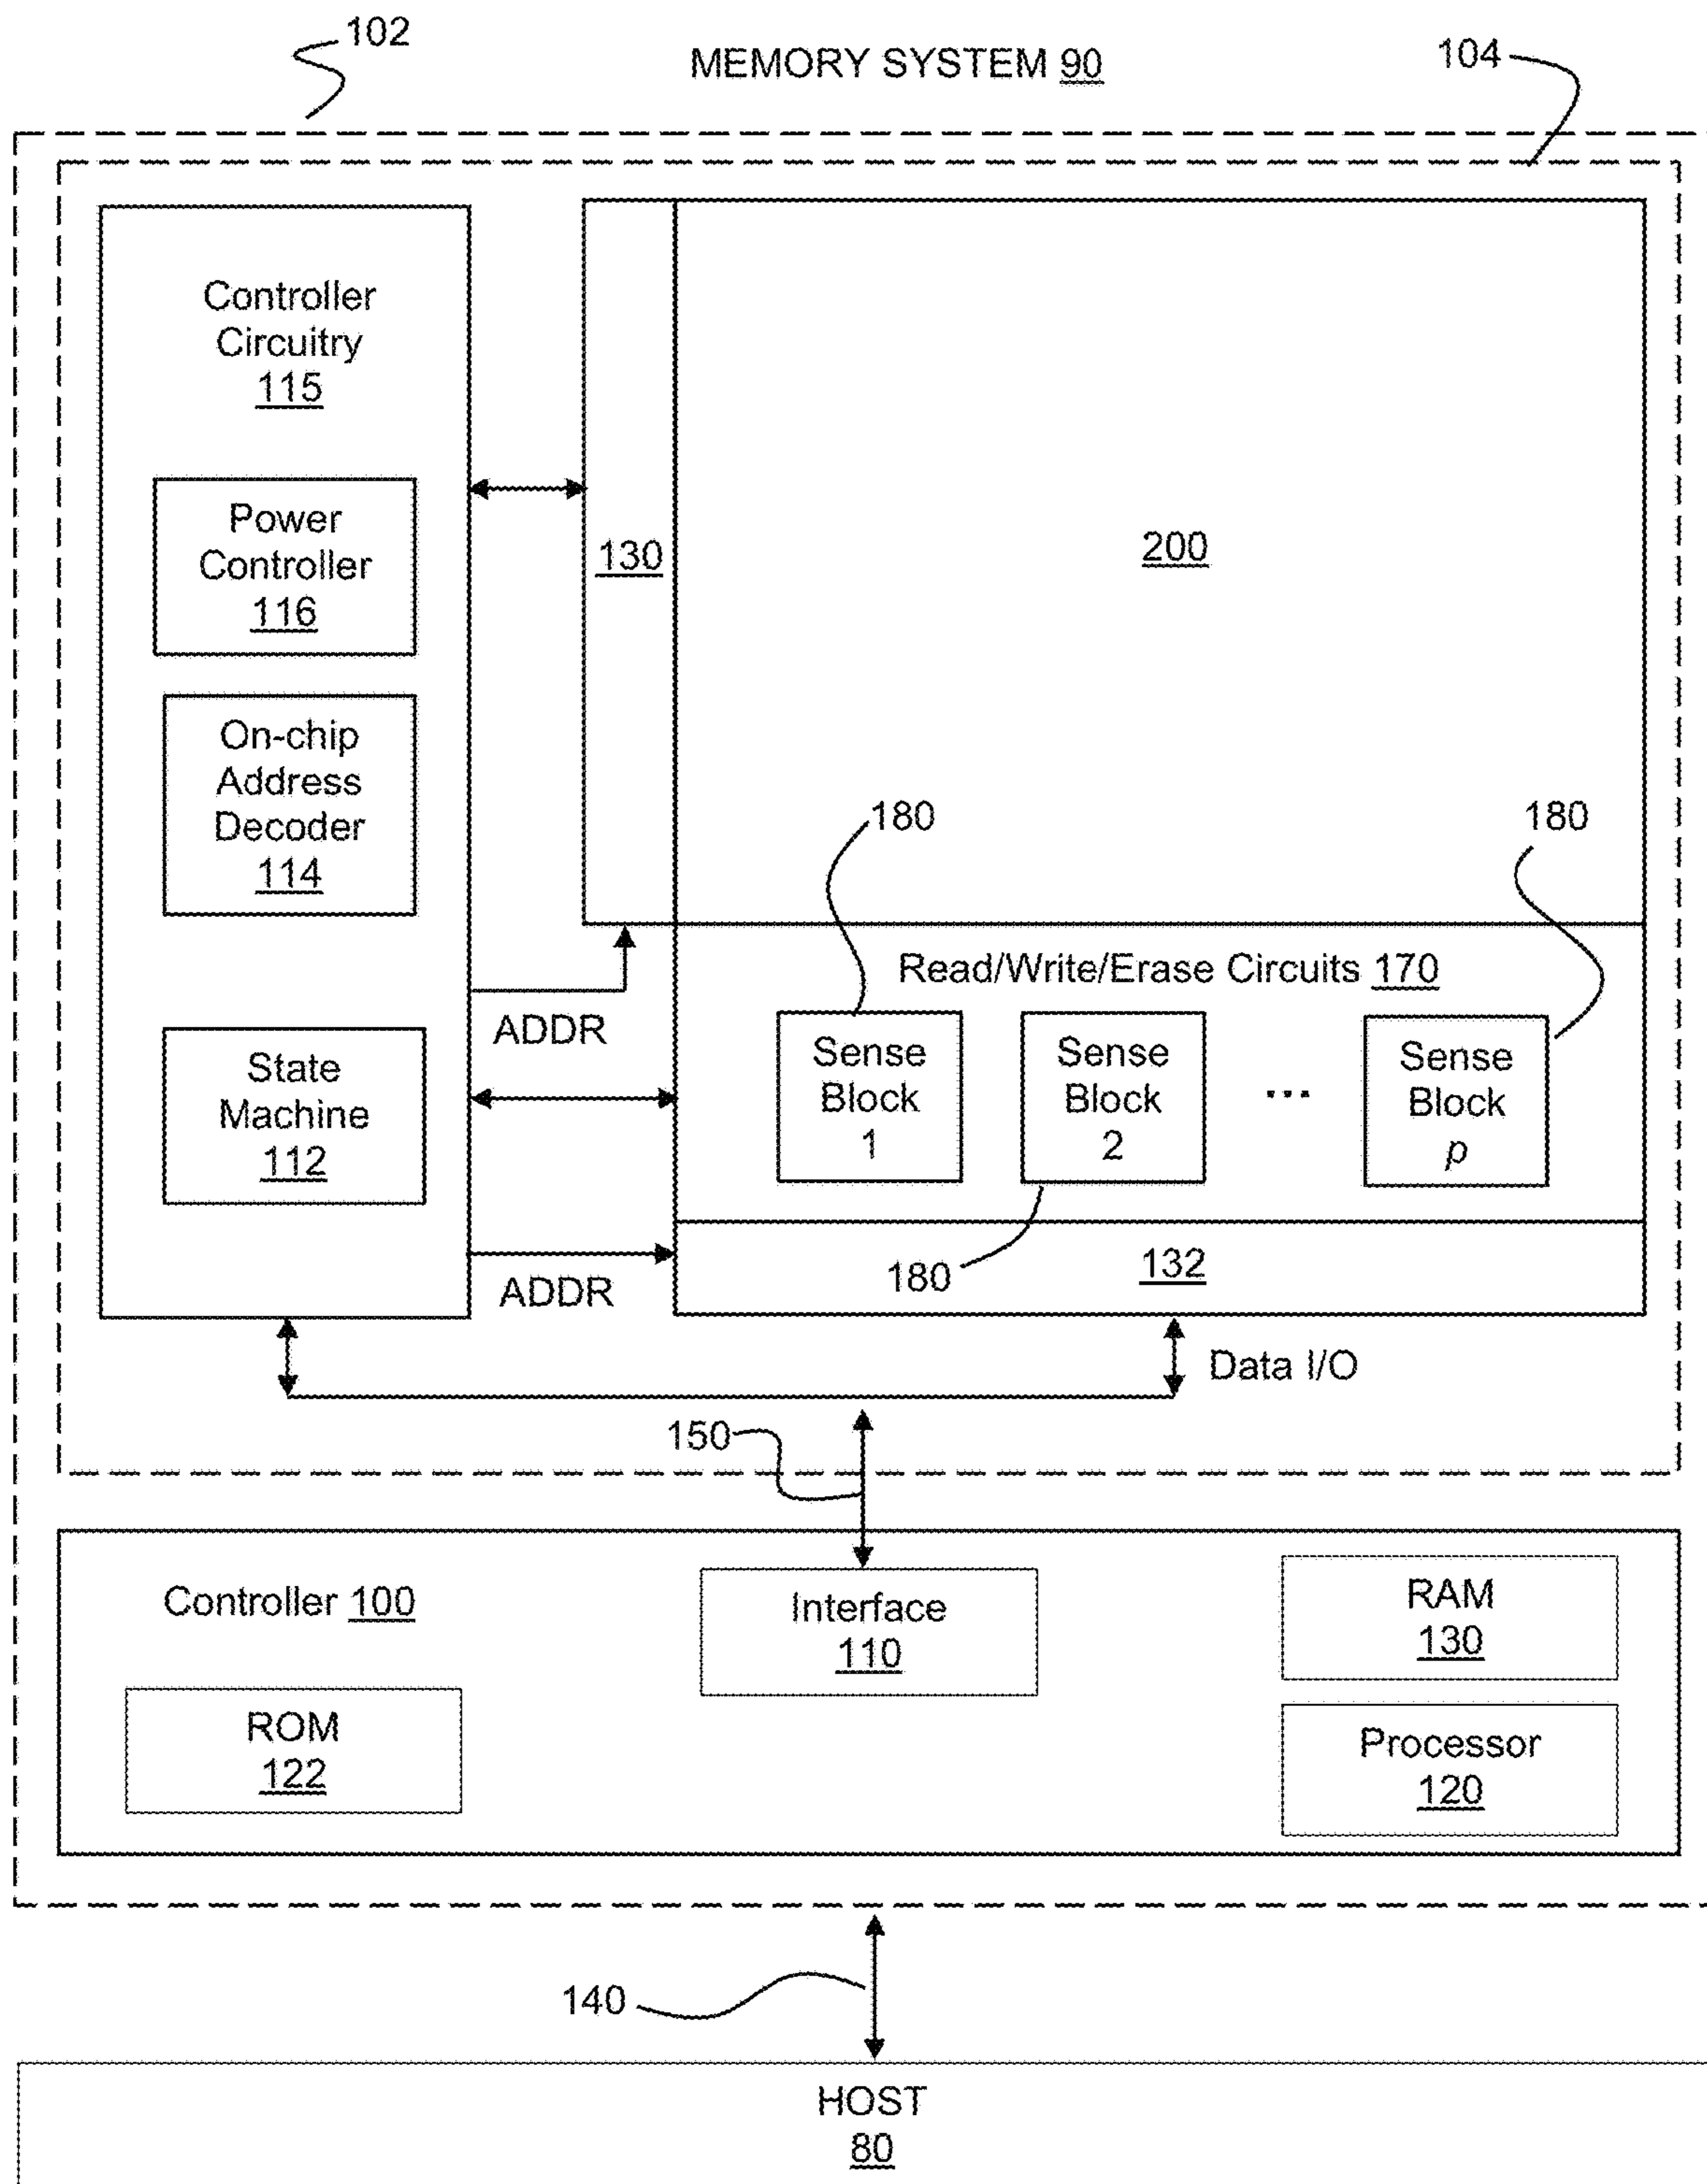 102
MEMORY SYSTEM 90
104
Controller
Circuitry
115
Power
Controller
116
130
200
On-chip
Address
Decoder
114
180
180
Read/Write/Erase Circuits 170
ADDR
State
Machine
112
Sense
Block
1
Sense
Block
2
...
Sense
Block
p
180
132
ADDR
Data I/O
150
Controller 100
Interface
110
RAM
130
ROM
122
Processor
120
140
HOST
80